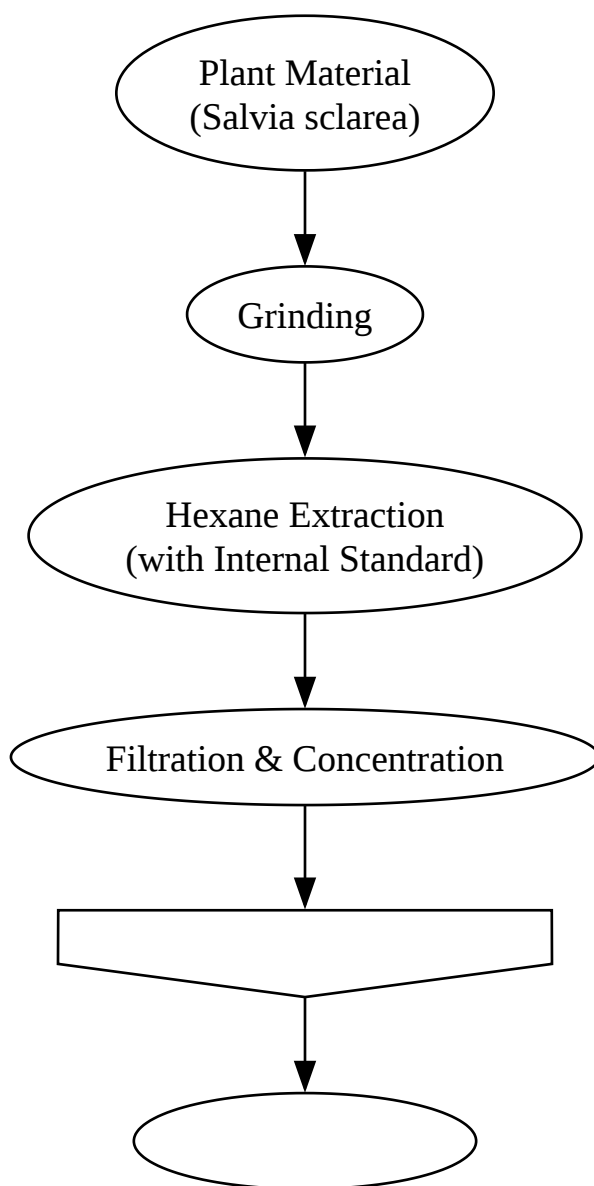 Plant Material
(Salvia sclarea)
Grinding
Hexane Extraction
(with Internal Standard)
Filtration & Concentration